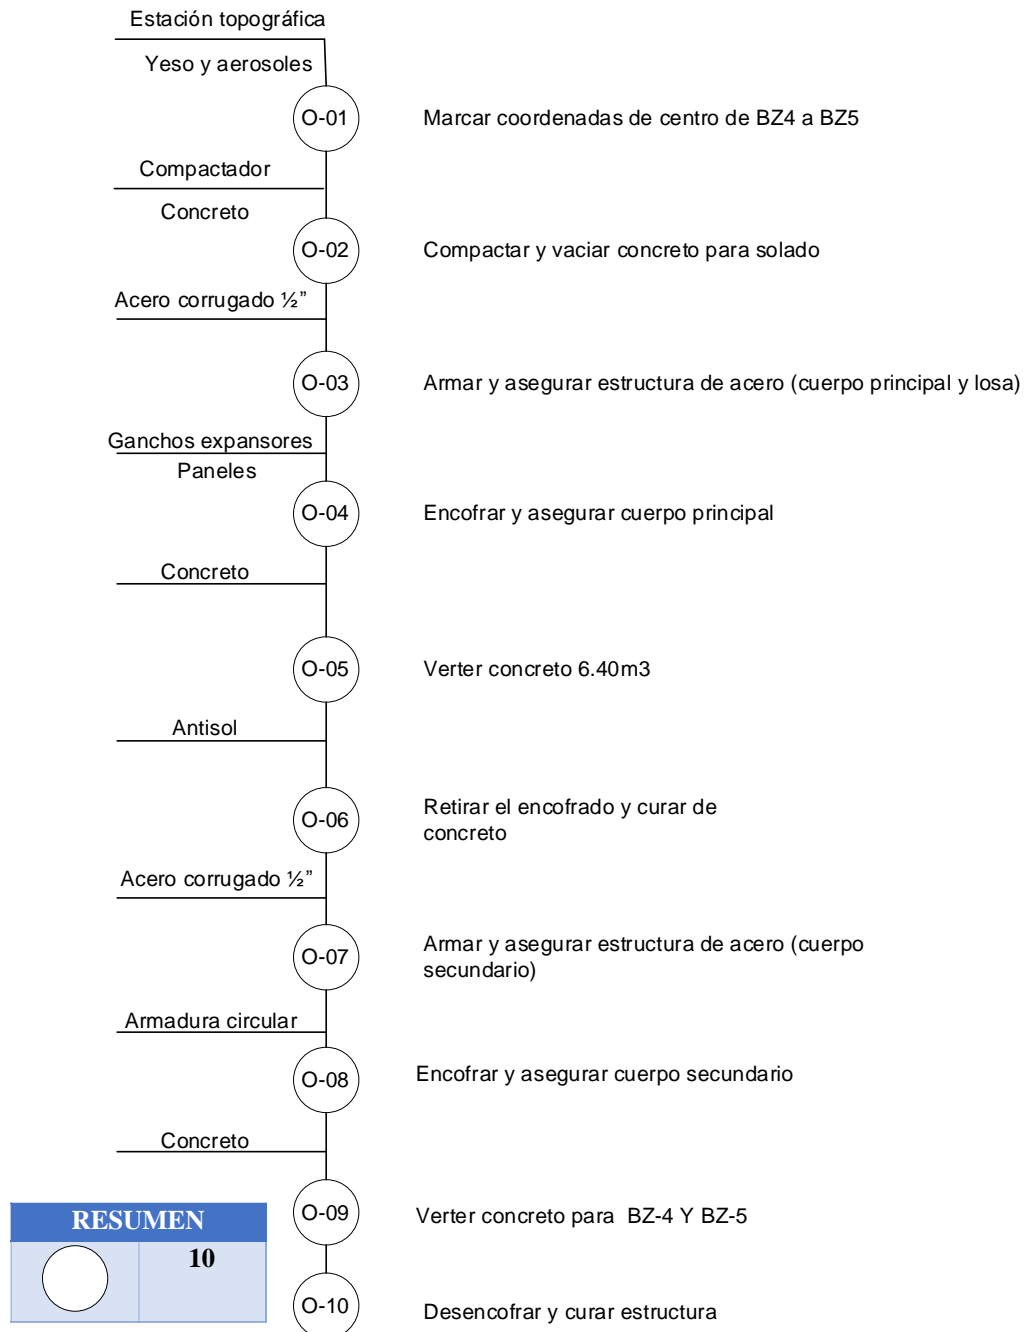 Estación topográfica
Yeso y aerosoles
O-01
Marcar coordenadas de centro de BZ4 a BZ5
Compactador
Concreto
O-02
Compactar y vaciar concreto para solado
Acero corrugado ½”
O-03
Armar y asegurar estructura de acero (cuerpo principal y losa)
Ganchos expansores
Paneles
O-04
Encofrar y asegurar cuerpo principal
Concreto
O-05
Verter concreto 6.40m3
Antisol
O-06
Retirar el encofrado y curar de
concreto
Acero corrugado ½”
O-07
Armar y asegurar estructura de acero (cuerpo
secundario)
Armadura circular
O-08
Encofrar y asegurar cuerpo secundario
Concreto
O-09
Verter concreto para  BZ-4 Y BZ-5
RESUMEN
10
O-10
Desencofrar y curar estructura